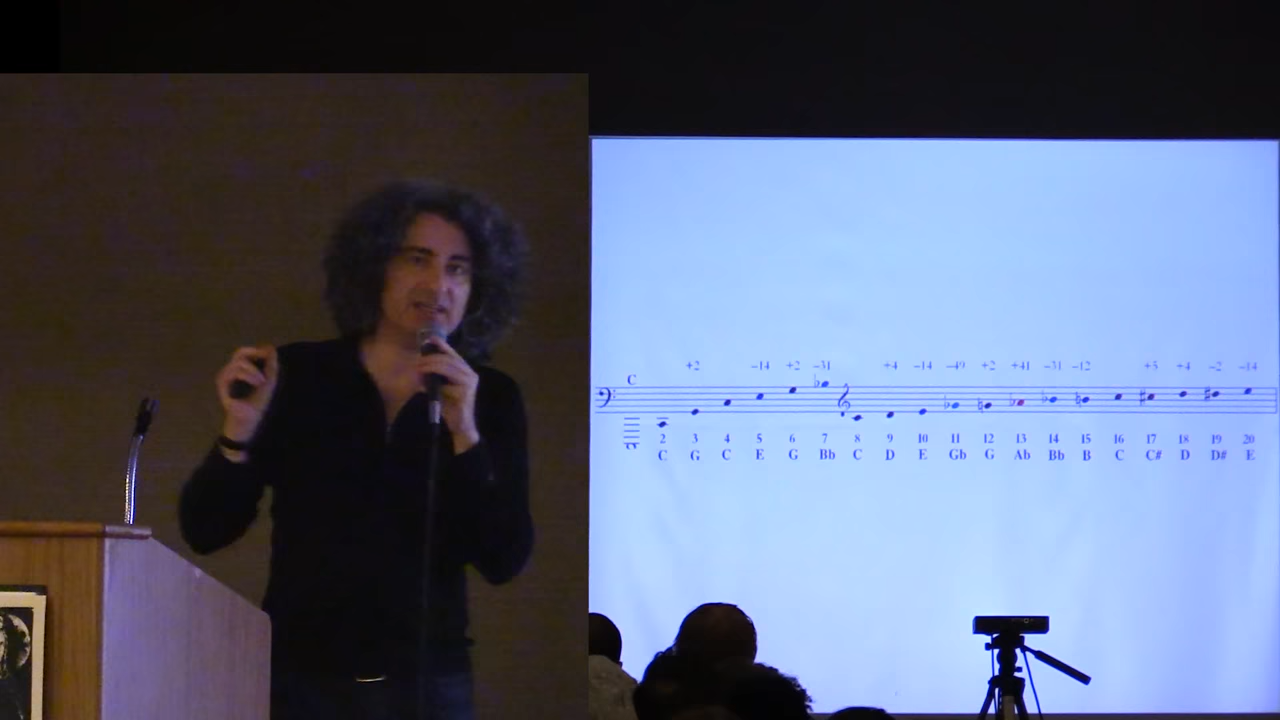 +2 –14 +2 –31 +4 –14 –49 +2 +41 –31 –12 +5 +4 –2 –14
C
2 3 4 5 6 7 8 9 10 11 12 13 14 15 16 17 18 19 20
C G C E G Bb C D E Gb G Ab Bb B C C# D D# E